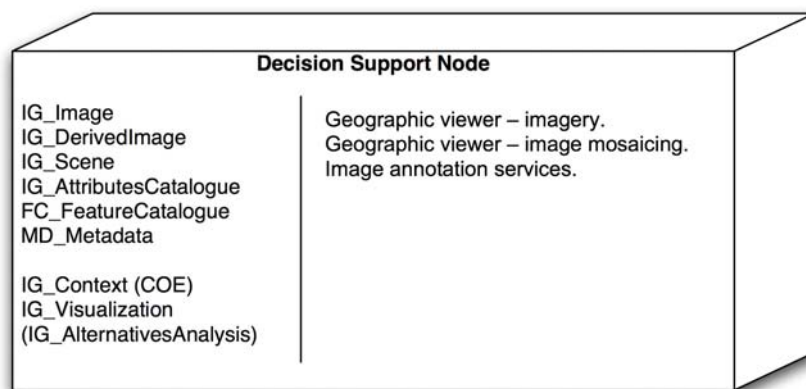 Decision Support Node
IG_Image
IG_DerivedImage
IG_Scene
IG_AttributesCatalogue
FC_FeatureCatalogue
MD_Metadata
IG_Context (COE)
IG_Visualization
(IG_AlternativesAnalysis)
Geographic viewer – imagery.
Geographic viewer – image mosaicing.
Image annotation services.